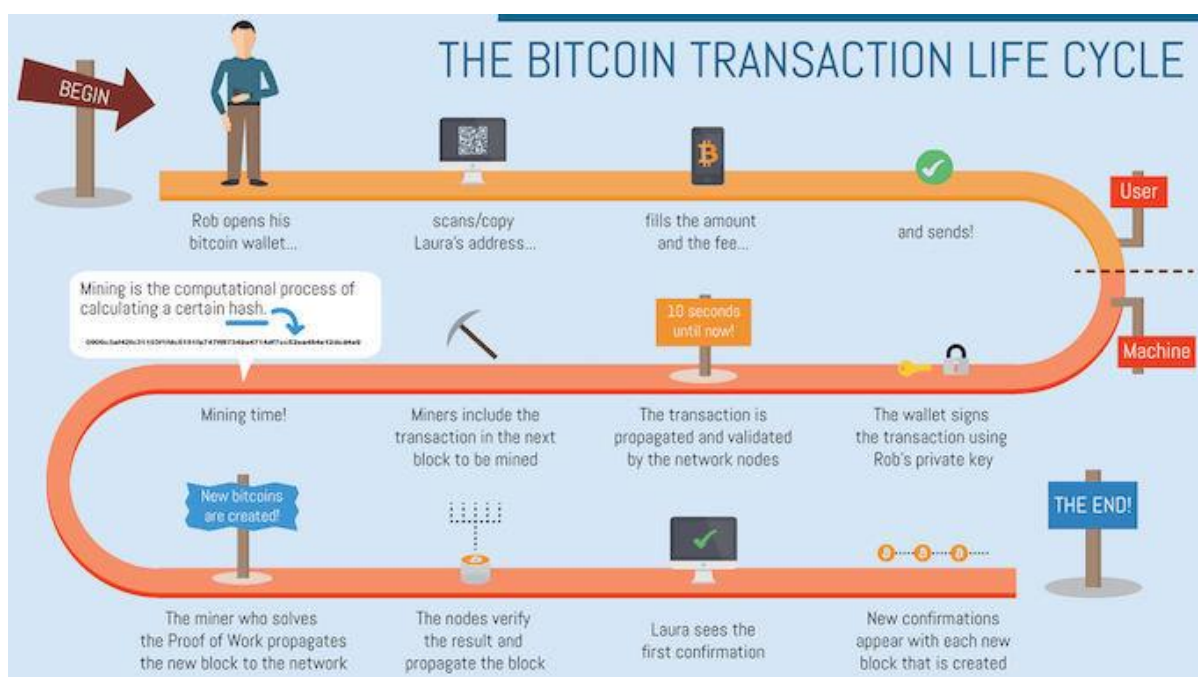 THE BITCOIN TRANSACTION LIFE CYCLE
BEGIN
Rob opens his
bitcoin wallet...
scans/copy
Laura's address...
fills the amount
and the fee...
and sends!
User
Machine
The wallet signs
the transaction using
Rob's private key
10 seconds
until now!
The transaction is
propagated and validated
by the network nodes
Miners include the
transaction in the next
block to be mined
Mining is the computational process of
calculating a certain hash.
Mining time!
New bitcoins
are created!
The miner who solves
the Proof of Work propagates
the new block to the network
The nodes verify
the result and
propagate the block
Laura sees the
first confirmation
New confirmations
appear with each new
block that is created
THE END!